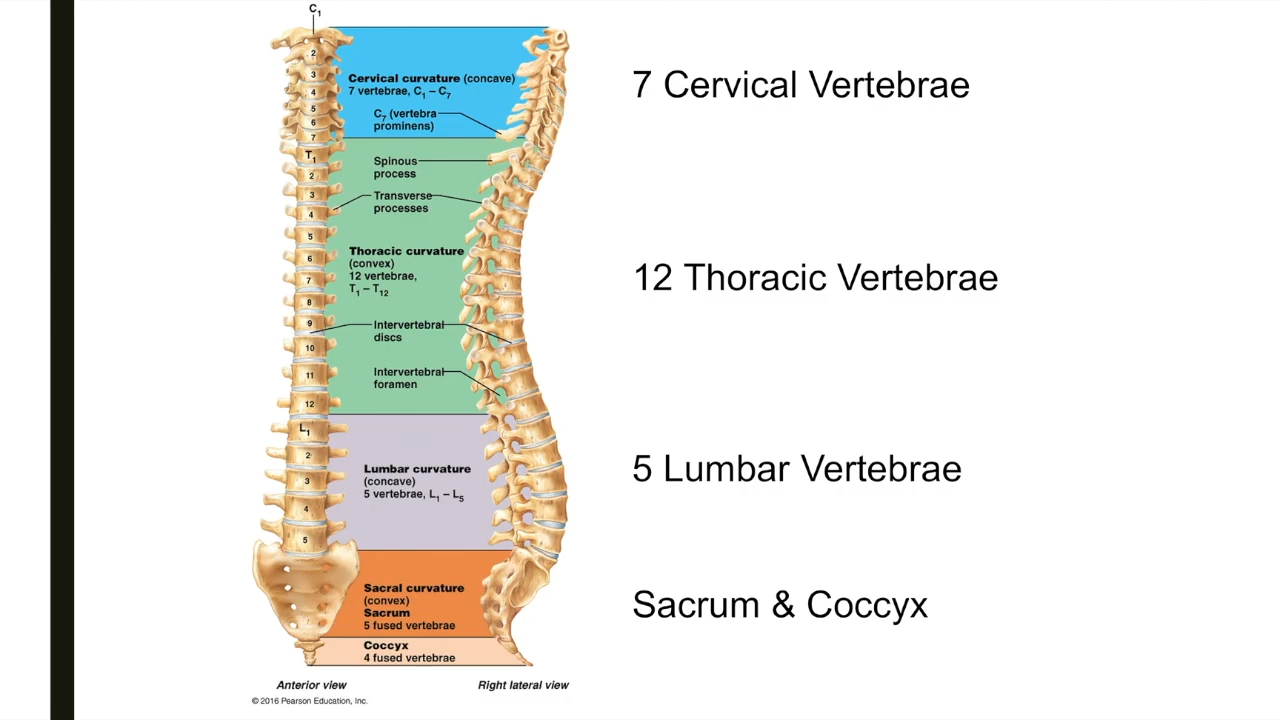 C1
2
3
4
5
6
7
T1
2
3
4
5
6
7
8
9
10
11
12
L1
2
3
4
5
Cervical curvature (concave)
7 vertebrae, C1 – C7
C7 (vertebra
prominens)
Spinous
process
Transverse
processes
Thoracic curvature
(convex)
12 vertebrae,
T1 – T12
Intervertebral
discs
Intervertebral
foramen
Lumbar curvature
(concave)
5 vertebrae, L1 – L5
Sacral curvature
(convex)
Sacrum
5 fused vertebrae
Coccyx
4 fused vertebrae
Anterior view
Right lateral view
© 2016 Pearson Education, Inc.
7 Cervical Vertebrae
12 Thoracic Vertebrae
5 Lumbar Vertebrae
Sacrum & Coccyx